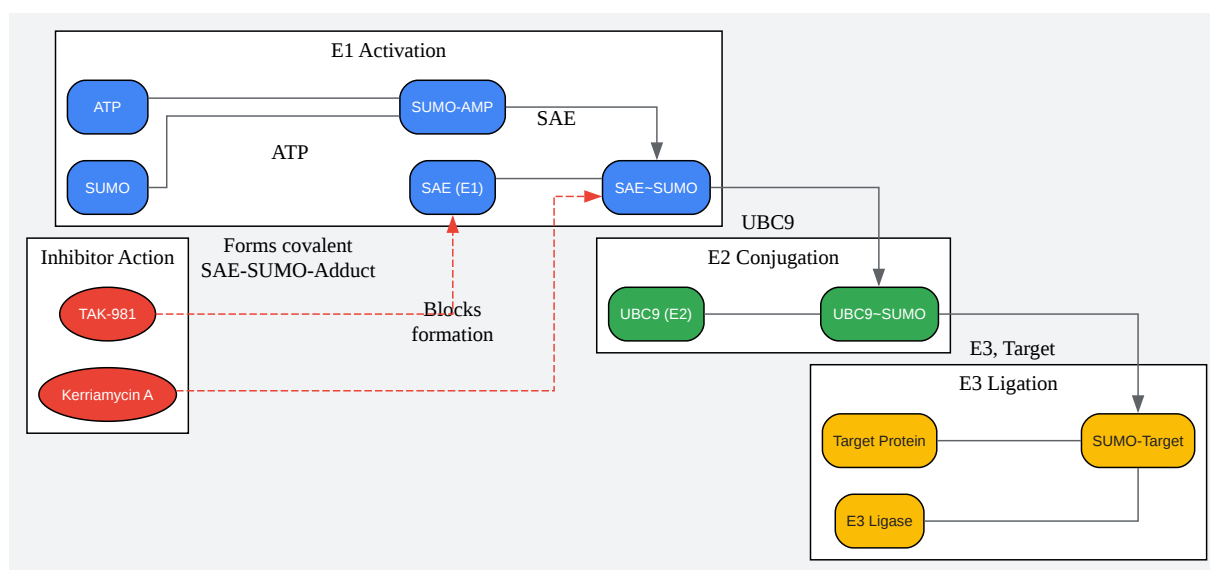 E1 Activation
ATP
SUMO-AMP
SAE
ATP
SUMO
SAE (E1)
SAE~SUMO
UBC9
Inhibitor Action
Forms covalent
SAE-SUMO-Adduct
TAK-981
Blocks
formation
Kerriamycin A
E2 Conjugation
UBC9 (E2)
UBC9~SUMO
E3, Target
E3 Ligation
Target Protein
SUMO-Target
E3 Ligase